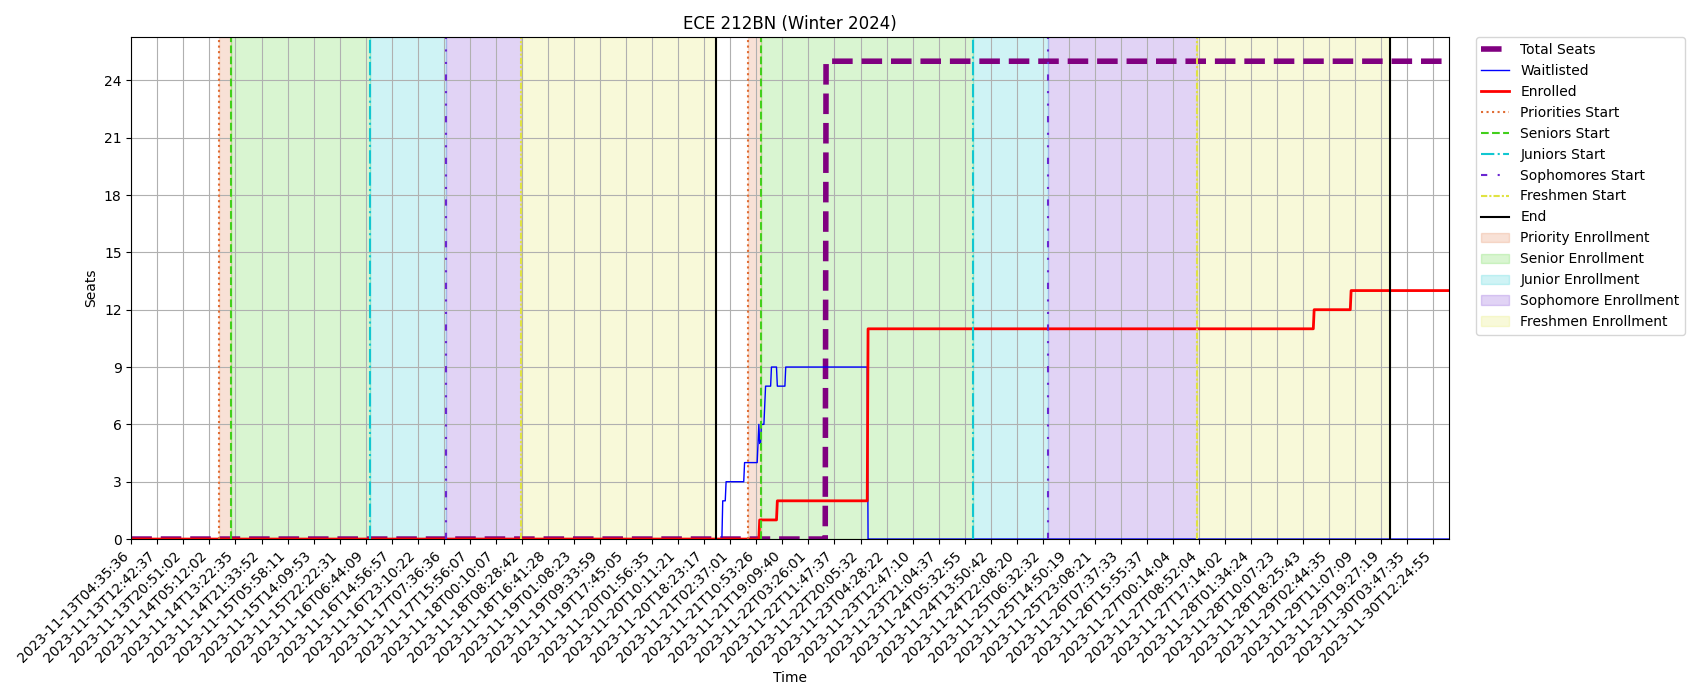 ECE 212BN (Winter 2024)
Seats
24
21
18
15
12
9
6
3
0
2023-11-13T04:35:36
2023-11-13T12:42:37
2023-11-13T20:51:02
2023-11-14T05:12:02
2023-11-14T13:22:35
2023-11-14T21:33:52
2023-11-15T05:58:11
2023-11-15T14:09:53
2023-11-15T22:22:31
2023-11-16T06:44:09
2023-11-16T14:56:57
2023-11-16T23:10:22
2023-11-17T07:36:36
2023-11-17T15:56:07
2023-11-18T00:10:07
2023-11-18T08:28:42
2023-11-18T16:41:28
2023-11-19T01:08:23
2023-11-19T09:33:59
2023-11-19T17:45:05
2023-11-20T01:56:35
2023-11-20T10:11:21
2023-11-20T18:23:17
2023-11-21T02:37:01
2023-11-21T10:53:26
2023-11-21T19:09:40
2023-11-22T03:26:01
2023-11-22T11:47:37
2023-11-22T20:05:32
2023-11-23T04:28:22
2023-11-23T12:47:10
2023-11-23T21:04:37
2023-11-24T05:32:55
2023-11-24T13:50:42
2023-11-24T22:08:20
2023-11-25T06:32:32
2023-11-25T14:50:19
2023-11-25T23:08:21
2023-11-26T07:37:33
2023-11-26T15:55:37
2023-11-27T00:14:04
2023-11-27T08:52:04
2023-11-27T17:14:02
2023-11-28T01:34:24
2023-11-28T10:07:23
2023-11-28T18:25:43
2023-11-29T02:44:35
2023-11-29T11:07:09
2023-11-29T19:27:19
2023-11-30T03:47:35
2023-11-30T12:24:55
Time
Total Seats
Waitlisted
Enrolled
Priorities Start
Seniors Start
Juniors Start
Sophomores Start
Freshmen Start
End
Priority Enrollment
Senior Enrollment
Junior Enrollment
Sophomore Enrollment
Freshmen Enrollment